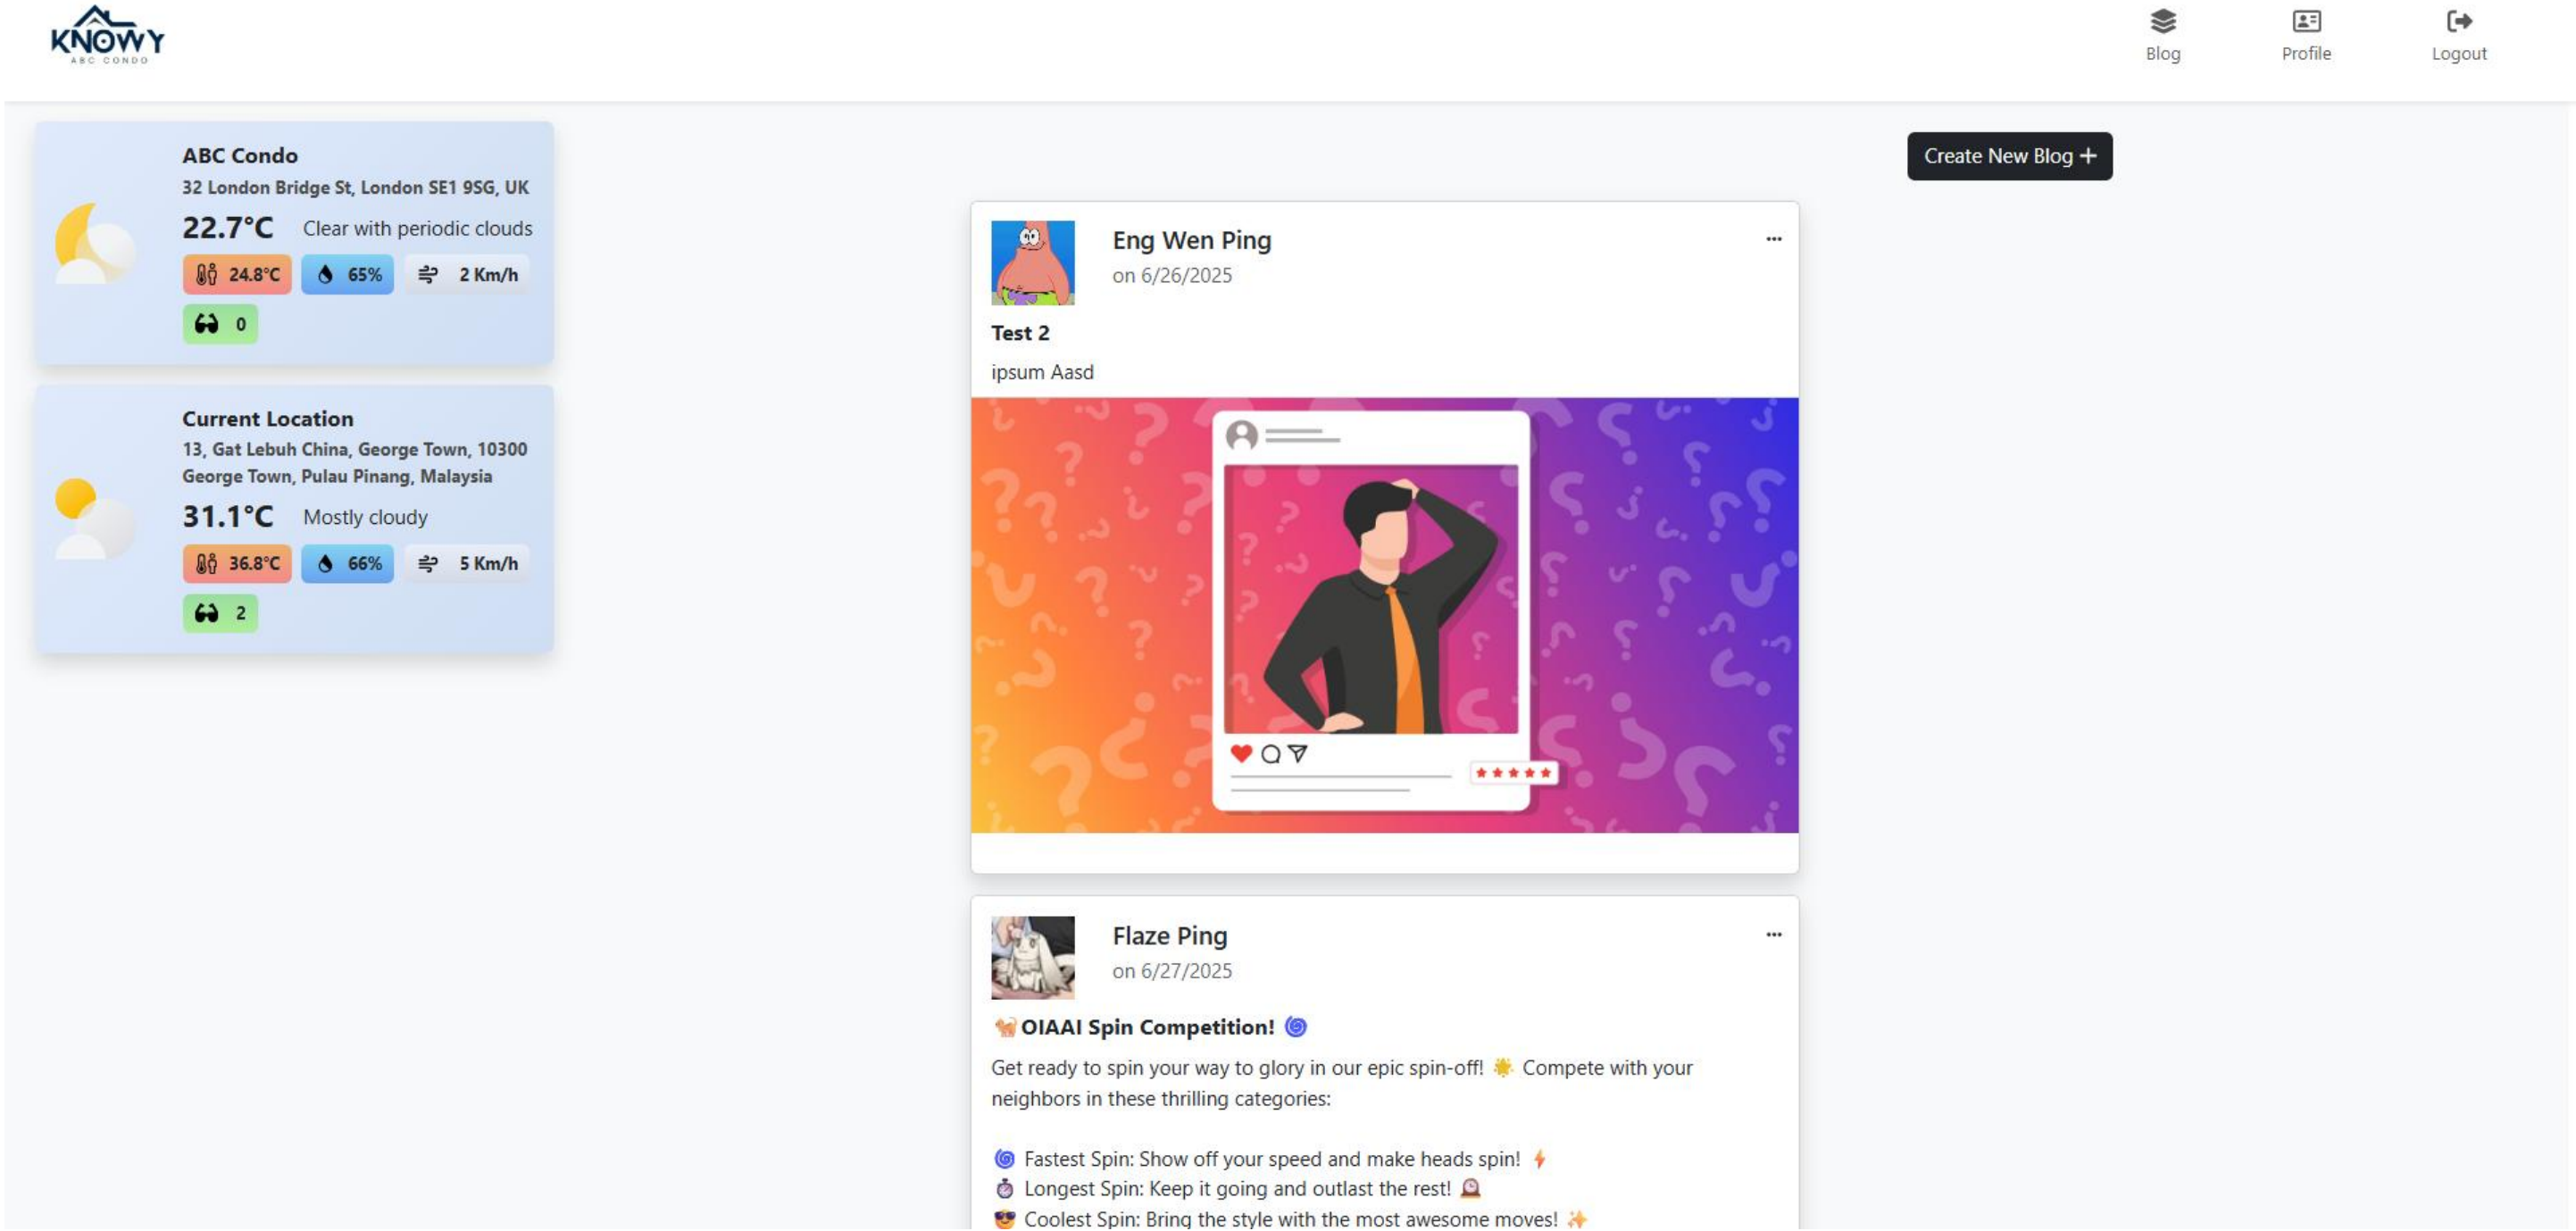 KNOWY
ABC CONDO
Blog
Profile
Logout
ABC Condo
32 London Bridge St, London SE1 9SG, UK
22.7°C Clear with periodic clouds
24.8°C 65% 2 Km/h
0
Current Location
13, Gat Lebuh China, George Town, 10300
George Town, Pulau Pinang, Malaysia
31.1°C Mostly cloudy
36.8°C 66% 5 Km/h
2
Create New Blog +
Eng Wen Ping
on 6/26/2025
Test 2
ipsum Aasd
Flaze Ping
on 6/27/2025
🐈 OIAAI Spin Competition! 🌀
Get ready to spin your way to glory in our epic spin-off! 🌟 Compete with your
neighbors in these thrilling categories:
🌀 Fastest Spin: Show off your speed and make heads spin! ⚡
⏱️ Longest Spin: Keep it going and outlast the rest! 🕰️
😎 Coolest Spin: Bring the style with the most awesome moves! ✨